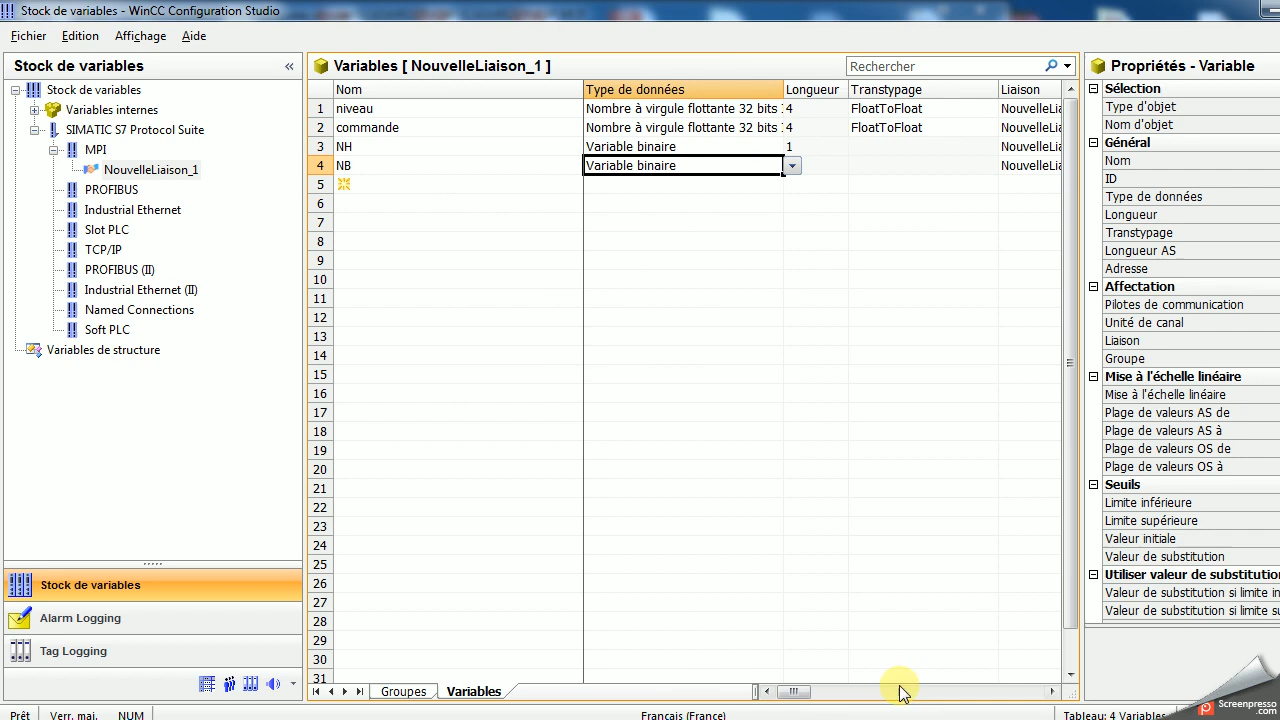 Stock de variables - WinCC Configuration Studio
Fichier Edition Affichage Aide
Stock de variables «
Stock de variables
Variables internes
SIMATIC S7 Protocol Suite
MPI
NouvelleLiaison_1
PROFIBUS
Industrial Ethernet
Slot PLC
TCP/IP
PROFIBUS (II)
Industrial Ethernet (II)
Named Connections
Soft PLC
Variables de structure
Stock de variables
Alarm Logging
Tag Logging
Variables [ NouvelleLiaison_1 ] Rechercher
Nom Type de données Longueur Transtypage Liaison
1 niveau Nombre à virgule flottante 32 bits 4 FloatToFloat NouvelleLia
2 commande Nombre à virgule flottante 32 bits 4 FloatToFloat NouvelleLia
3 NH Variable binaire 1 NouvelleLia
4 NB Variable binaire NouvelleLia
5
6
7
8
9
10
11
12
13
14
15
16
17
18
19
20
21
22
23
24
25
26
27
28
29
30
31
Groupes Variables
Propriétés - Variable
Sélection
Type d'objet
Nom d'objet
Général
Nom
ID
Type de données
Longueur
Transtypage
Longueur AS
Adresse
Affectation
Pilotes de communication
Unité de canal
Liaison
Groupe
Mise à l'échelle linéaire
Mise à l'échelle linéaire
Plage de valeurs AS de
Plage de valeurs AS à
Plage de valeurs OS de
Plage de valeurs OS à
Seuils
Limite inférieure
Limite supérieure
Valeur initiale
Valeur de substitution
Utiliser valeur de substitution
Valeur de substitution si limite in
Valeur de substitution si limite su
Prêt Verr. maj. NUM Français (France) Tableau: 4 Variables
Screenpresso
.com